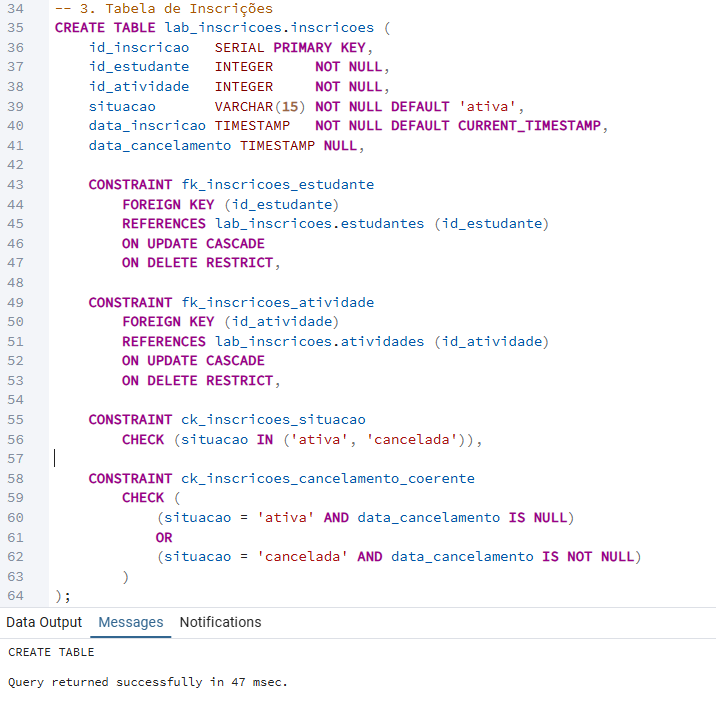 34 -- 3. Tabela de Inscrições
35 CREATE TABLE lab_inscricoes.inscricoes (
36     id_inscricao   SERIAL PRIMARY KEY,
37     id_estudante   INTEGER     NOT NULL,
38     id_atividade   INTEGER     NOT NULL,
39     situacao       VARCHAR(15) NOT NULL DEFAULT 'ativa',
40     data_inscricao TIMESTAMP   NOT NULL DEFAULT CURRENT_TIMESTAMP,
41     data_cancelamento TIMESTAMP NULL,
42
43     CONSTRAINT fk_inscricoes_estudante
44         FOREIGN KEY (id_estudante)
45         REFERENCES lab_inscricoes.estudantes (id_estudante)
46         ON UPDATE CASCADE
47         ON DELETE RESTRICT,
48
49     CONSTRAINT fk_inscricoes_atividade
50         FOREIGN KEY (id_atividade)
51         REFERENCES lab_inscricoes.atividades (id_atividade)
52         ON UPDATE CASCADE
53         ON DELETE RESTRICT,
54
55     CONSTRAINT ck_inscricoes_situacao
56         CHECK (situacao IN ('ativa', 'cancelada')),
57
58     CONSTRAINT ck_inscricoes_cancelamento_coerente
59         CHECK (
60             (situacao = 'ativa' AND data_cancelamento IS NULL)
61             OR
62             (situacao = 'cancelada' AND data_cancelamento IS NOT NULL)
63         )
64 );
Data Output Messages Notifications
CREATE TABLE
Query returned successfully in 47 msec.